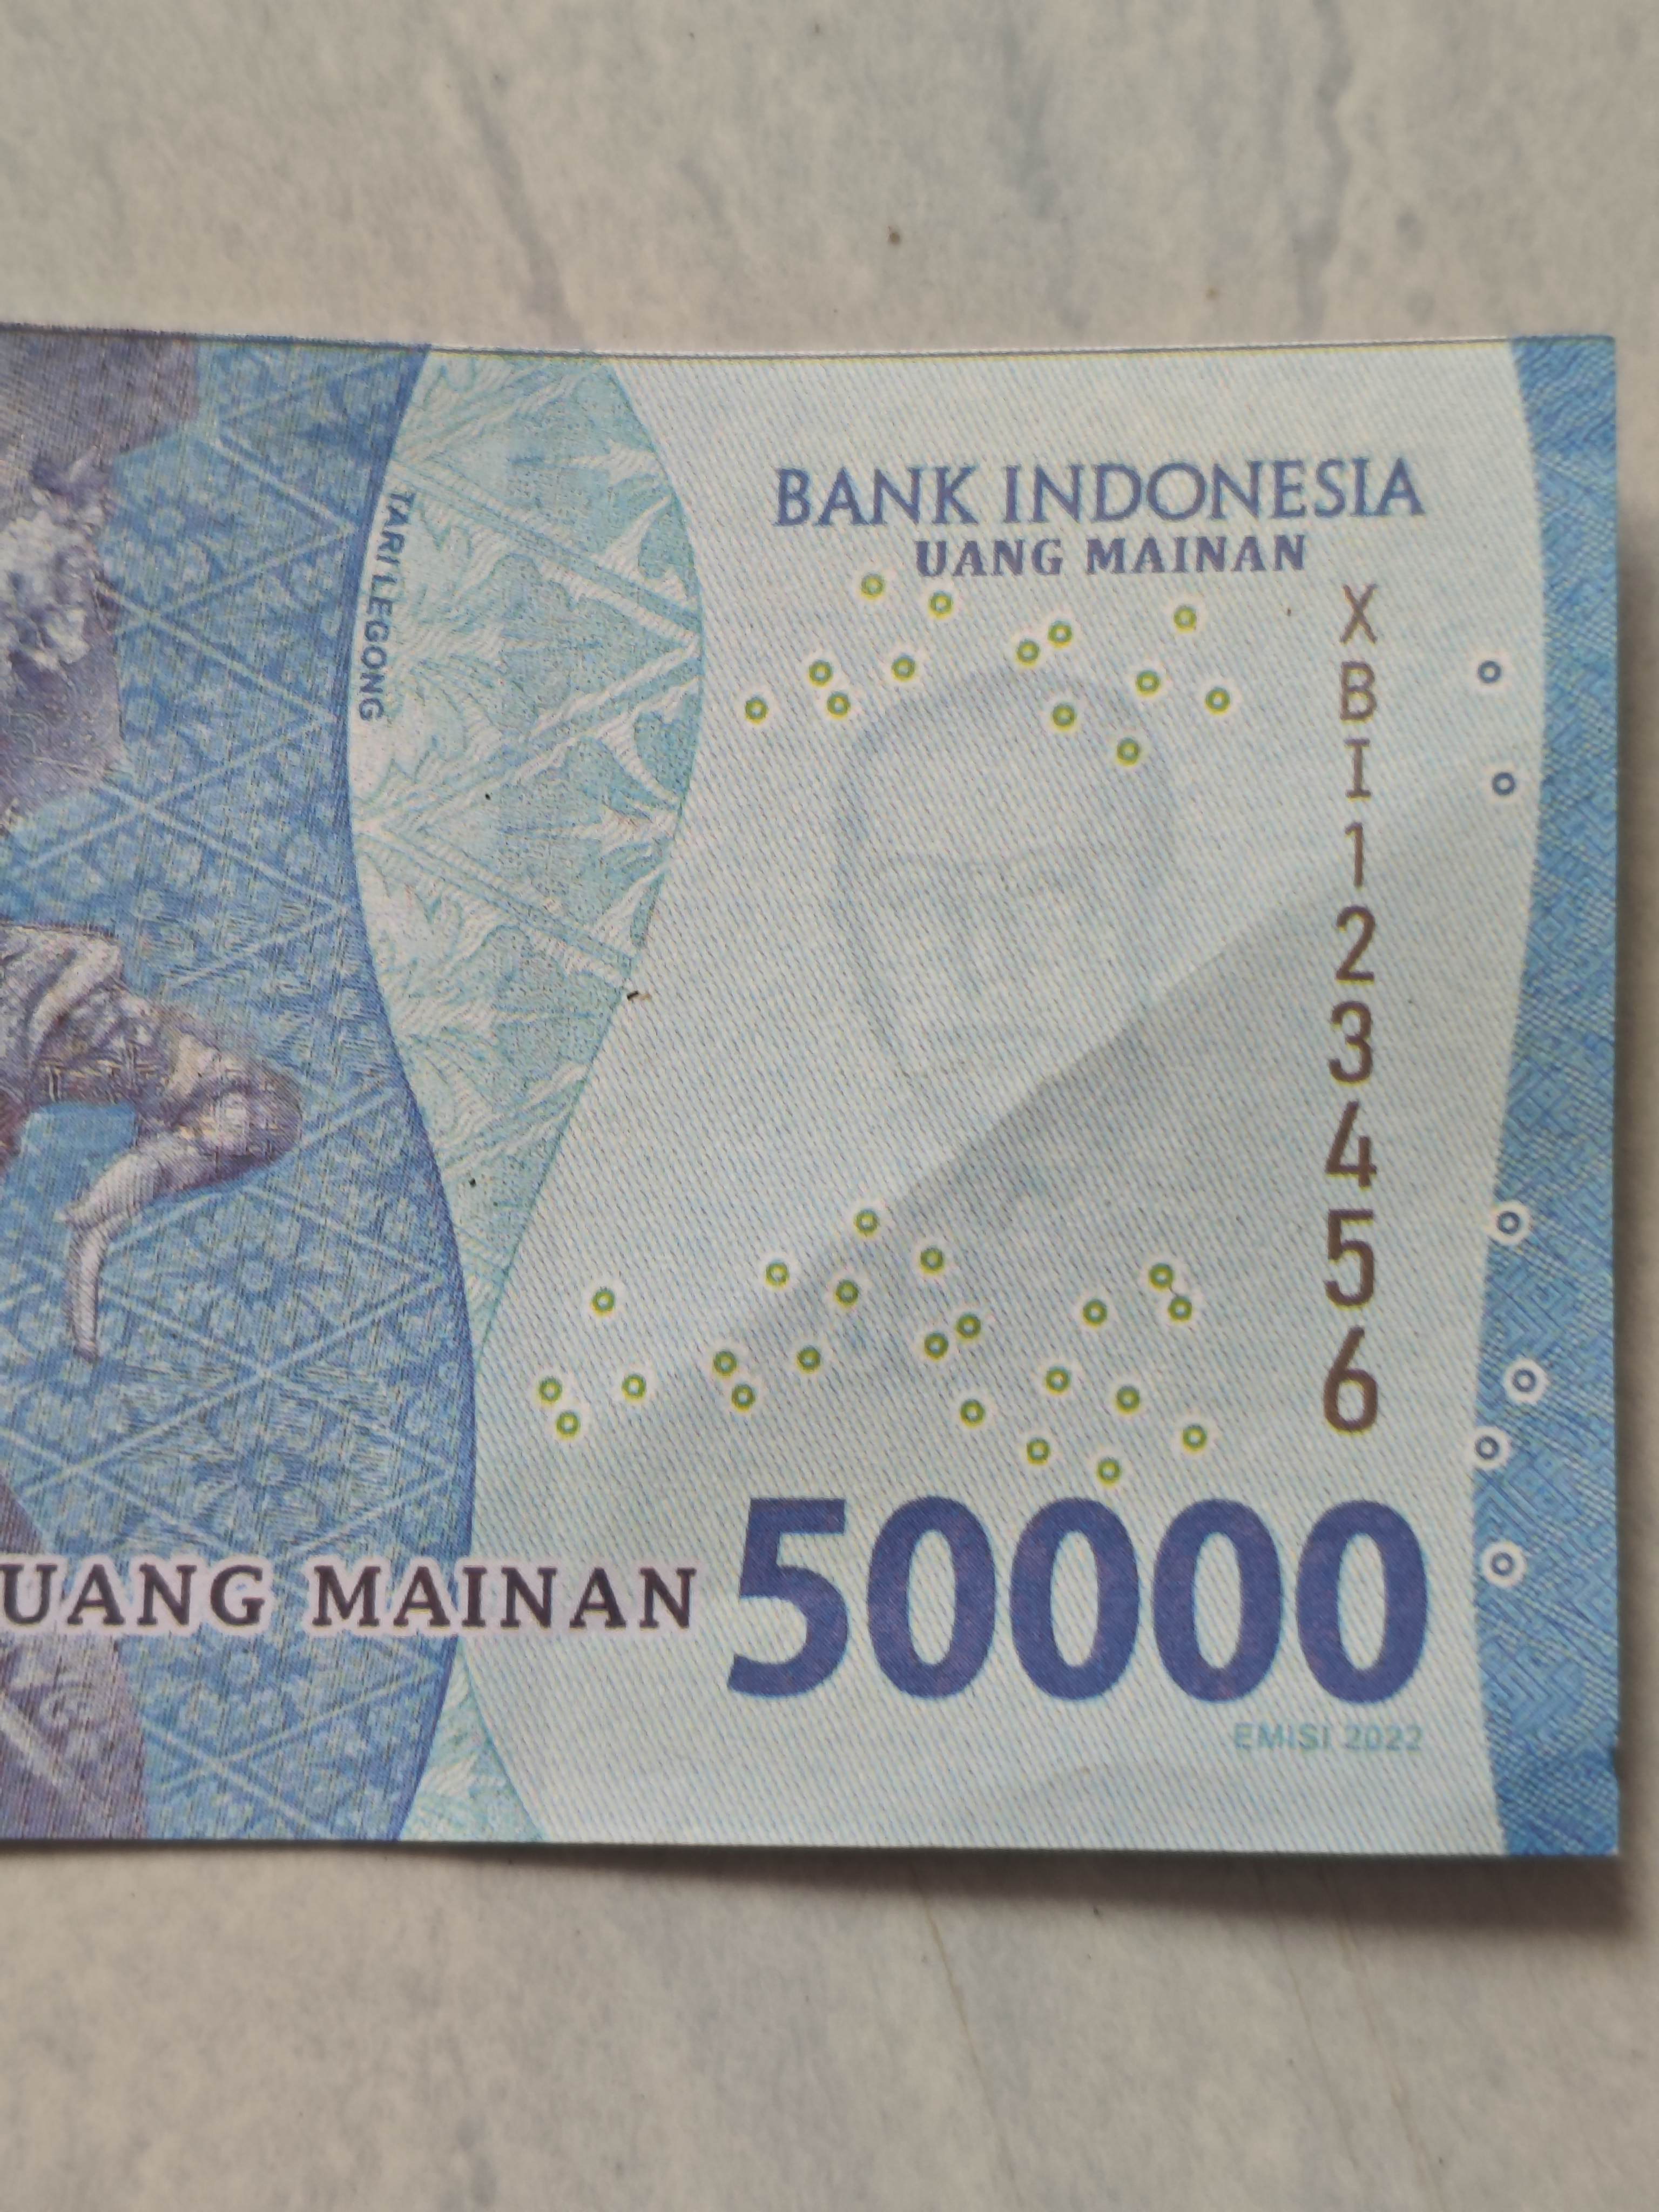 TARI LEGONG
BANK INDONESIA
UANG MAINAN
XBI123456
UANG MAINAN
50000
EMISI 2022